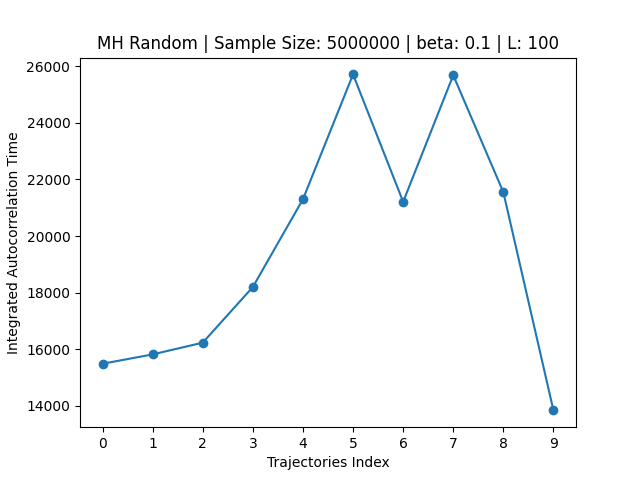 MH Random | Sample Size: 5000000 | beta: 0.1 | L: 100
26000
24000
22000
20000
18000
16000
14000
Integrated Autocorrelation Time
0 1 2 3 4 5 6 7 8 9
Trajectories Index